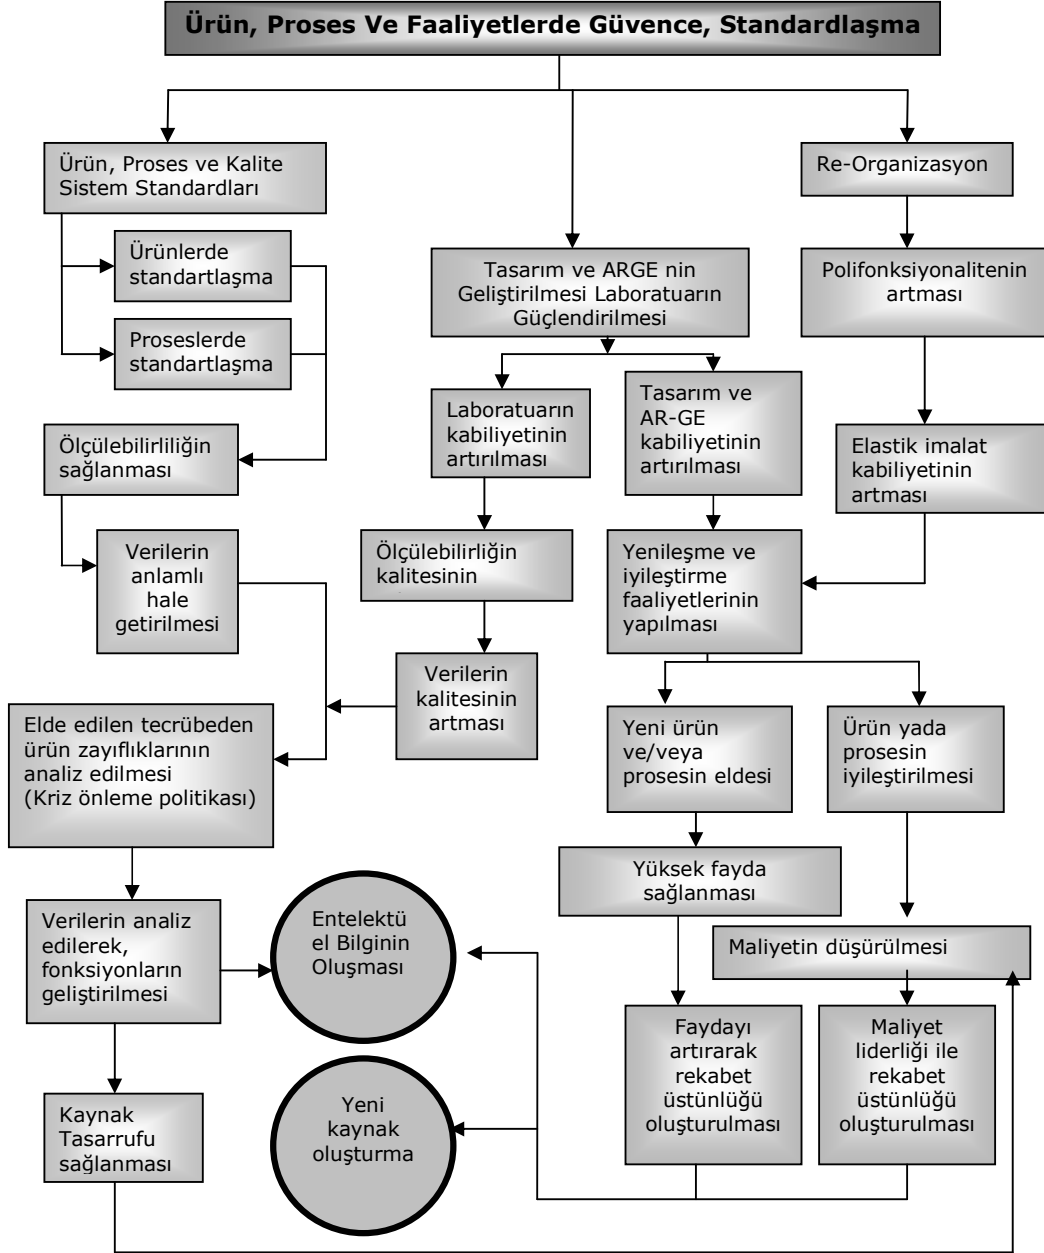 Ürün, Proses Ve Faaliyetlerde Güvence, Standardlaşma
Ürün, Proses ve Kalite
Sistem Standardları
Re-Organizasyon
Ürünlerde
standartlaşma
Tasarım ve ARGE nin
Geliştirilmesi Laboratuarın
Güçlendirilmesi
Polifonksiyonalitenin
artması
Proseslerde
standartlaşma
Laboratuarın
kabiliyetinin
artırılması
Tasarım ve
AR-GE
kabiliyetinin
artırılması
Ölçülebilirliliğin
sağlanması
Elastik imalat
kabiliyetinin
artması
Verilerin
anlamlı
hale
getirilmesi
Ölçülebilirliğin
kalitesinin
Yenileşme ve
iyileştirme
faaliyetlerinin
yapılması
Verilerin
kalitesinin
artması
Elde edilen tecrübeden
ürün zayıflıklarının
analiz edilmesi
(Kriz önleme politikası)
Yeni ürün
ve/veya
prosesin eldesi
Ürün yada
prosesin
iyileştirilmesi
Yüksek fayda
sağlanması
Verilerin analiz
edilerek,
fonksiyonların
geliştirilmesi
Entelektü
el Bilginin
Oluşması
Maliyetin düşürülmesi
Faydayı
artırarak
rekabet
üstünlüğü
oluşturulması
Maliyet
liderliği ile
rekabet
üstünlüğü
oluşturulması
Kaynak
Tasarrufu
sağlanması
Yeni
kaynak
oluşturma